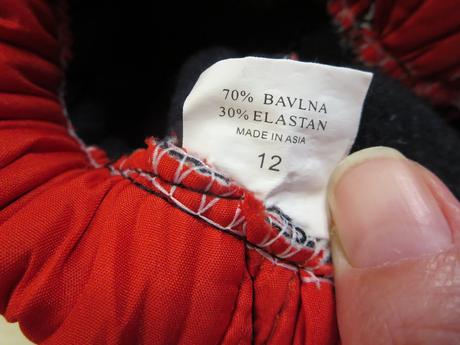 70% BAVLNA
30% ELASTAN
MADE IN ASIA
12